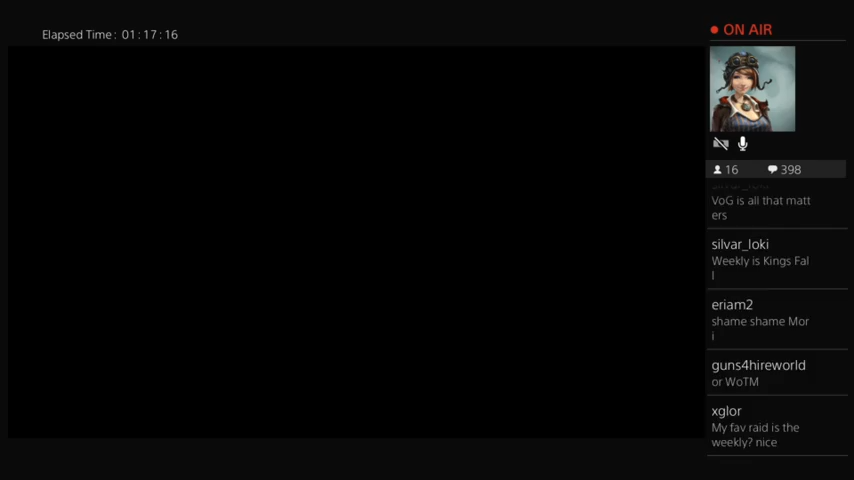 Elapsed Time: 01:17:16
ON AIR
16 398
VoG is all that matt
ers
silvar_loki
Weekly is Kings Fal
l
eriam2
shame shame Mor
i
guns4hireworld
or WoTM
xglor
My fav raid is the
weekly? nice